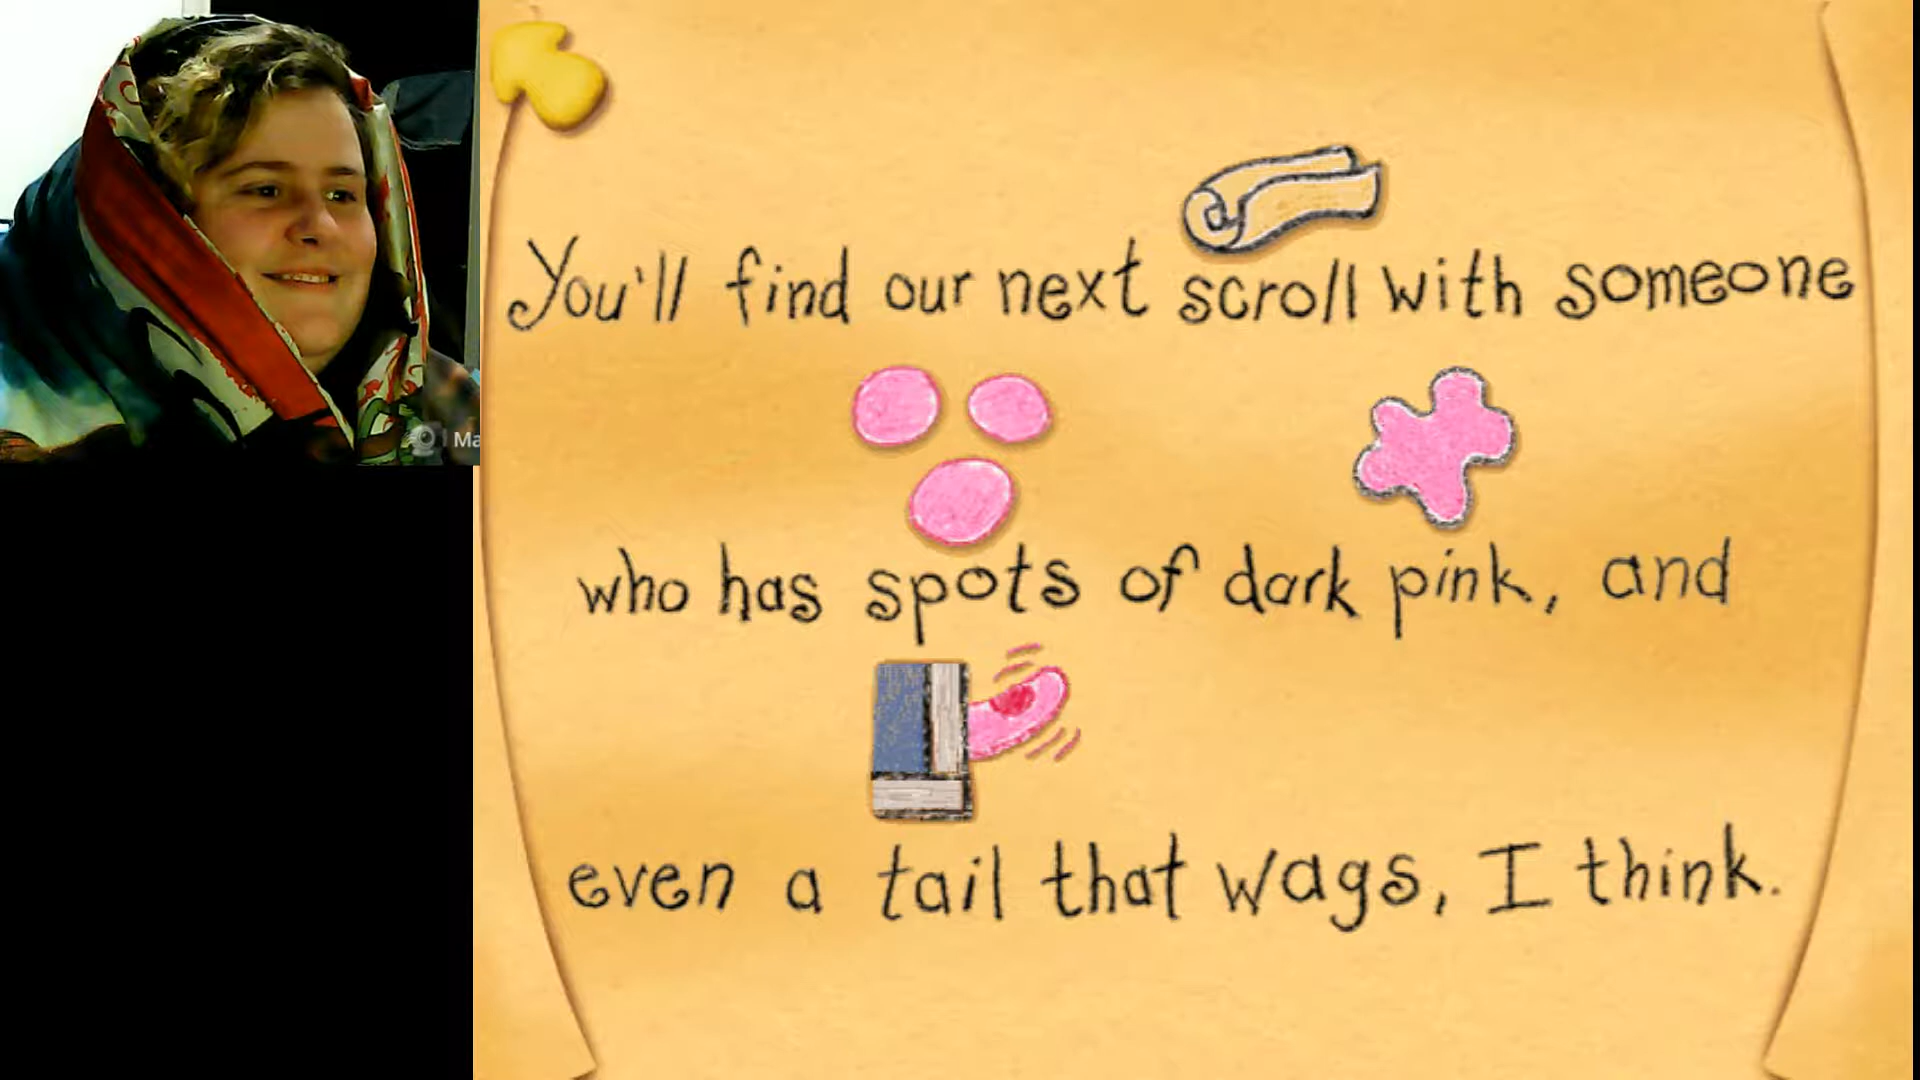 You'll find our next scroll with someone
who has spots of dark pink, and
even a tail that wags, I think.
Ma